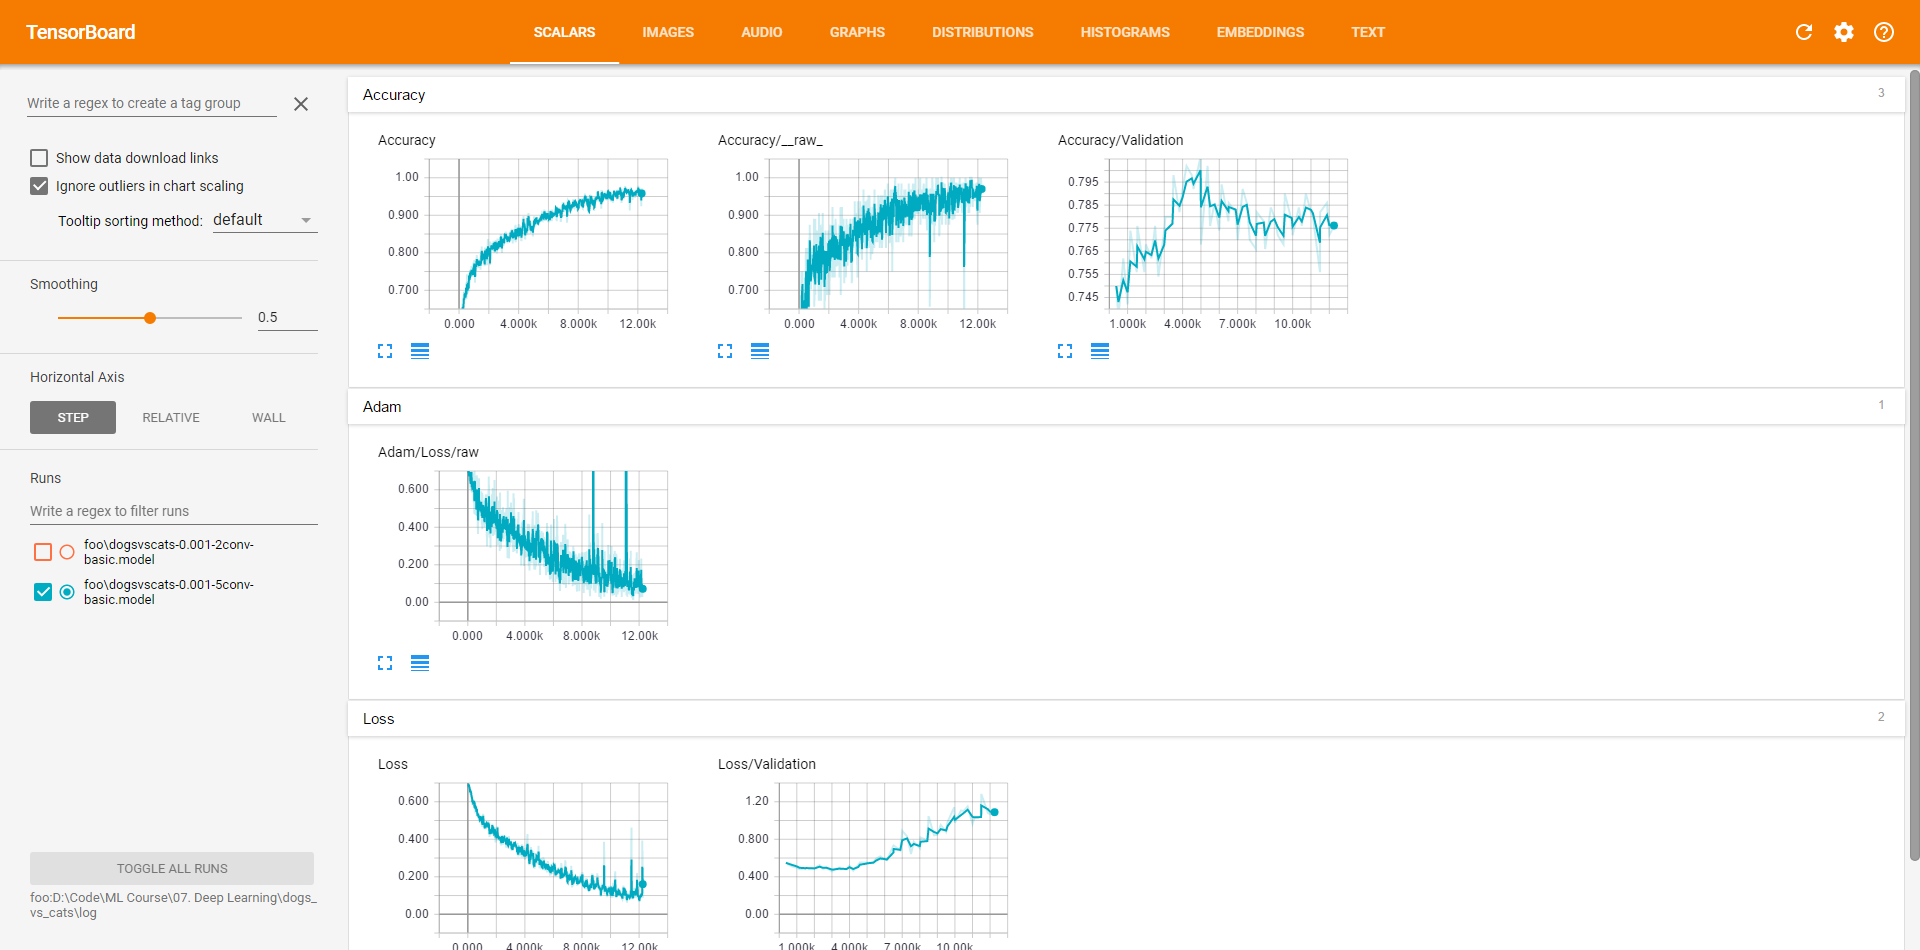 TensorBoard
SCALARS IMAGES AUDIO GRAPHS DISTRIBUTIONS HISTOGRAMS EMBEDDINGS TEXT
Write a regex to create a tag group
Show data download links
Ignore outliers in chart scaling
Tooltip sorting method: default
Smoothing
0.5
Horizontal Axis
STEP RELATIVE WALL
Runs
Write a regex to filter runs
foo\dogsvscats-0.001-2conv-
basic.model
foo\dogsvscats-0.001-5conv-
basic.model
TOGGLE ALL RUNS
foo:D:\Code\ML Course\07. Deep Learning\dogs_
vs_cats\log
Accuracy 3
Accuracy
1.00
0.900
0.800
0.700
0.000 4.000k 8.000k 12.00k
Accuracy/__raw_
1.00
0.900
0.800
0.700
0.000 4.000k 8.000k 12.00k
Accuracy/Validation
0.795
0.785
0.775
0.765
0.755
0.745
1.000k 4.000k 7.000k 10.00k
Adam 1
Adam/Loss/raw
0.600
0.400
0.200
0.00
0.000 4.000k 8.000k 12.00k
Loss 2
Loss
0.600
0.400
0.200
0.00
0.000 4.000k 8.000k 12.00k
Loss/Validation
1.20
0.800
0.400
0.00
1.000k 4.000k 7.000k 10.00k